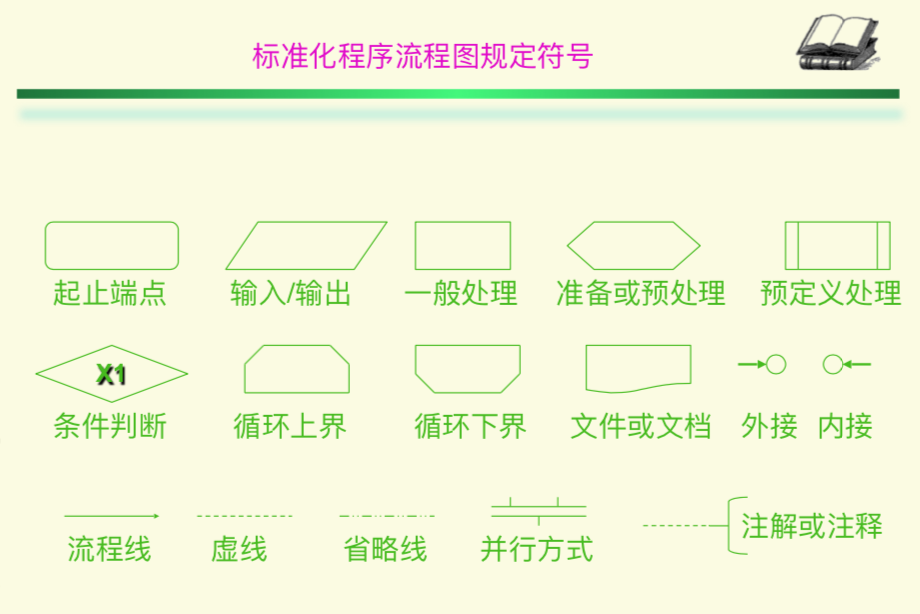 标准化程序流程图规定符号
起止端点 输入/输出 一般处理 准备或预处理 预定义处理
X1
条件判断 循环上界 循环下界 文件或文档 外接 内接
注解或注释
流程线 虚线 省略线 并行方式